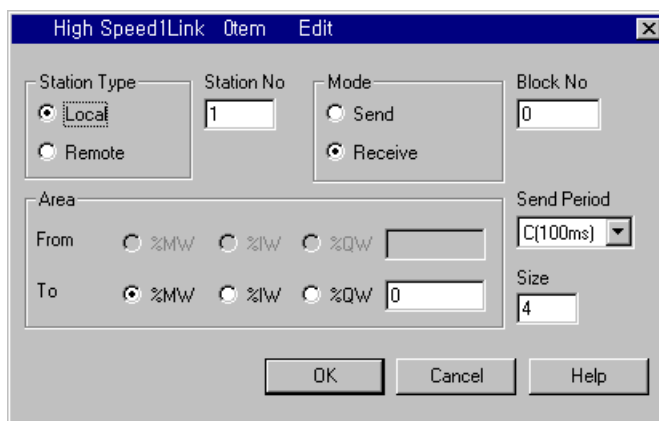 High Speed1Link 0tem Edit
Station Type
Local
Remote
Station No
1
Mode
Send
Receive
Block No
0
Area
From %MW %IW %QW
To %MW %IW %QW 0
Send Period
C(100ms)
Size
4
OK Cancel Help